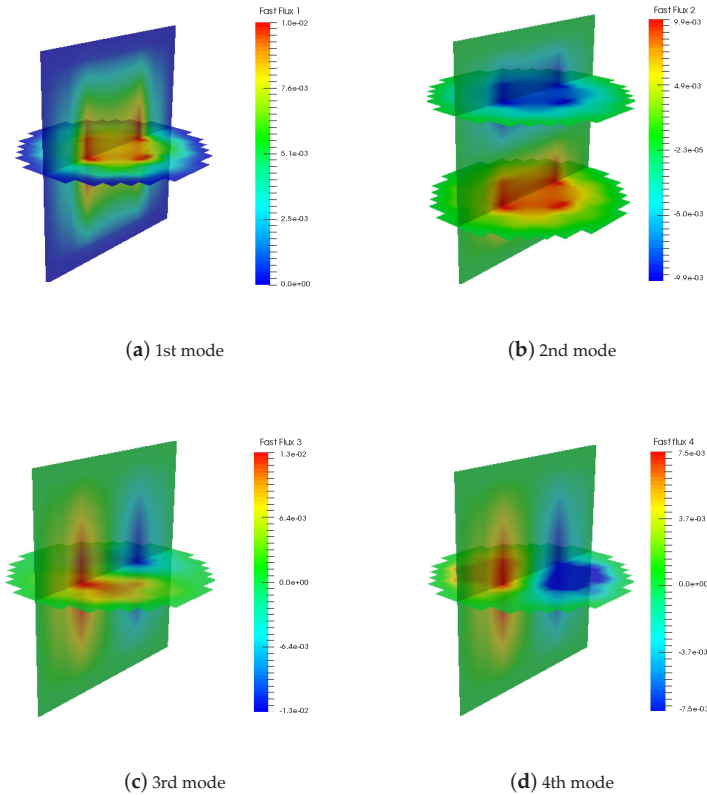 Fast Flux 1
1.0e-02
7.6e-03
5.1e-03
2.5e-03
0.0e+00
Fast Flux 2
9.9e-03
4.9e-03
-2.3e-05
-5.0e-03
-9.9e-03
(a) 1st mode
(b) 2nd mode
Fast Flux 3
1.3e-02
6.4e-03
0.0e+00
-6.4e-03
-1.3e-02
Fast flux 4
7.5e-03
3.7e-03
0.0e+00
-3.7e-03
-7.5e-03
(c) 3rd mode
(d) 4th mode